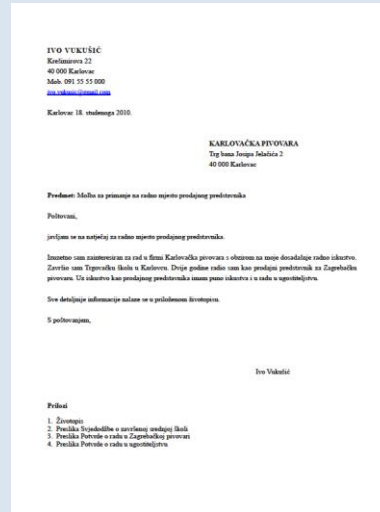 IVO VUKUŠIĆ
Krešimirova 22
40 000 Karlovac
Mob. 091 55 55 000
ivo.vukusic@gmail.com
Karlovac 18. studenoga 2010.
KARLOVAČKA PIVOVARA
Trg bana Josipa Jelačića 2
40 000 Karlovac
Predmet: Molba za primanje na radno mjesto prodajnog predstavnika
Poštovani,
javljam se na natječaj za radno mjesto prodajnog predstavnika.
Izuzetno sam zainteresiran za rad u firmi Karlovačka pivovara s obzirom na moje dosadašnje radno iskustvo.
Završio sam Trgovačku školu u Karlovcu. Dvije godine radio sam kao prodajni predstavnik za Zagrebačku
pivovaru. Uz iskustvo kao prodajnog predstavnika imam puno iskustva i u radu u ugostiteljstvu.
Sve detaljnije informacije nalaze se u priloženom životopisu.
S poštovanjem,
Ivo Vukušić
Prilozi
1. Životopis
2. Preslika Svjedodžbe o završenoj srednjoj školi
3. Preslika Potvrde o radu u Zagrebačkoj pivovari
4. Preslika Potvrde o radu u ugostiteljstvu